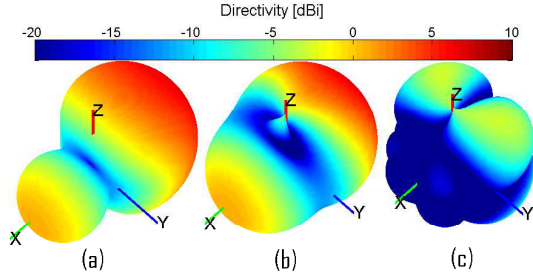 Directivity [dBi]
-20 -15 -10 -5 0 5 10
Z Z Z
X Y X Y X Y
(a) (b) (c)